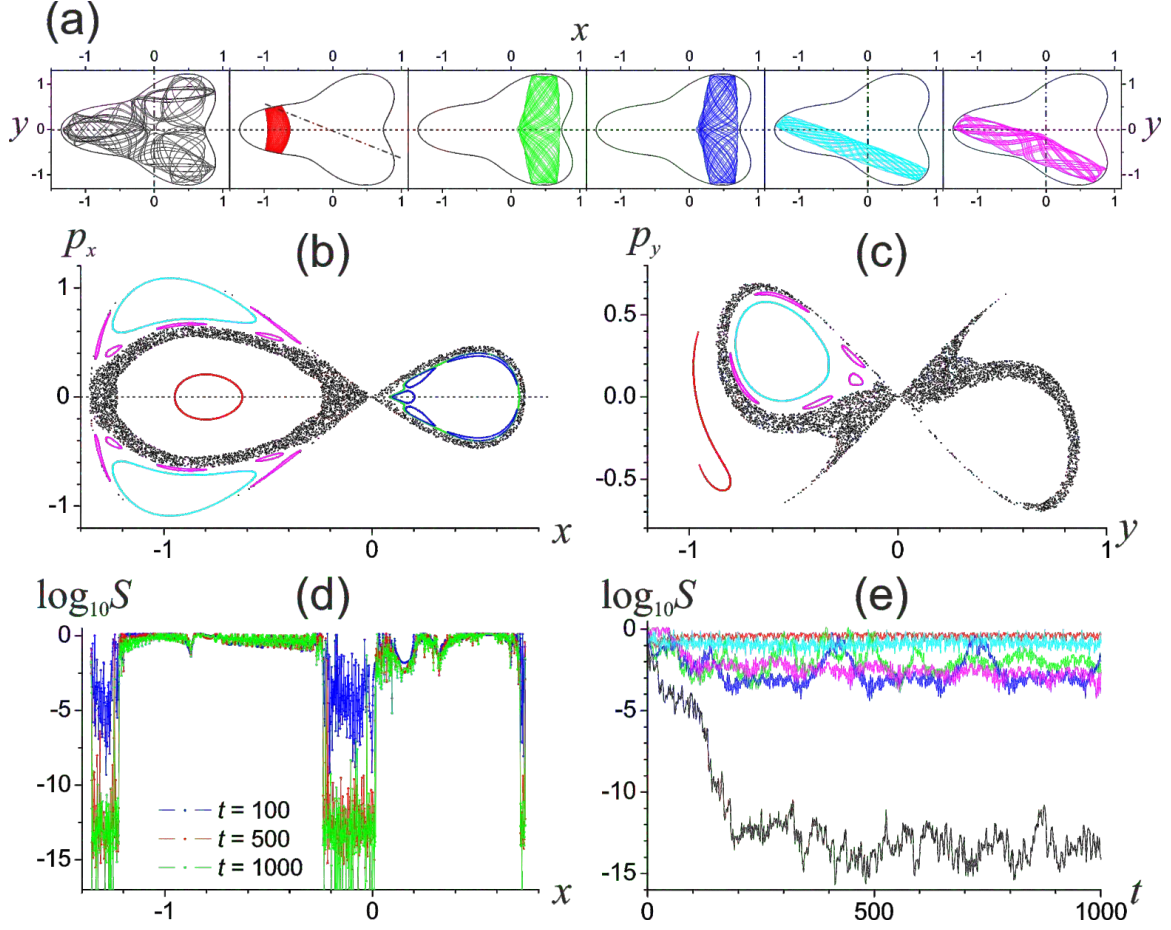 (a)
x
-1 0 1 -1 0 1 -1 0 1 -1 0 1 -1 0 1 -1 0 1
y 1 0 -1
1 0 -1 y
-1 0 1 -1 0 1 -1 0 1 -1 0 1 -1 0 1 -1 0 1
p_x (b)
1
0
-1
-1 0 x
p_y (c)
0.5
0.0
-0.5
-1 0 y 1
log₁₀S (d)
0
-5
-10
-15
t = 100
t = 500
t = 1000
-1 0 x
log₁₀S (e)
0
-5
-10
-15
0 500 t 1000